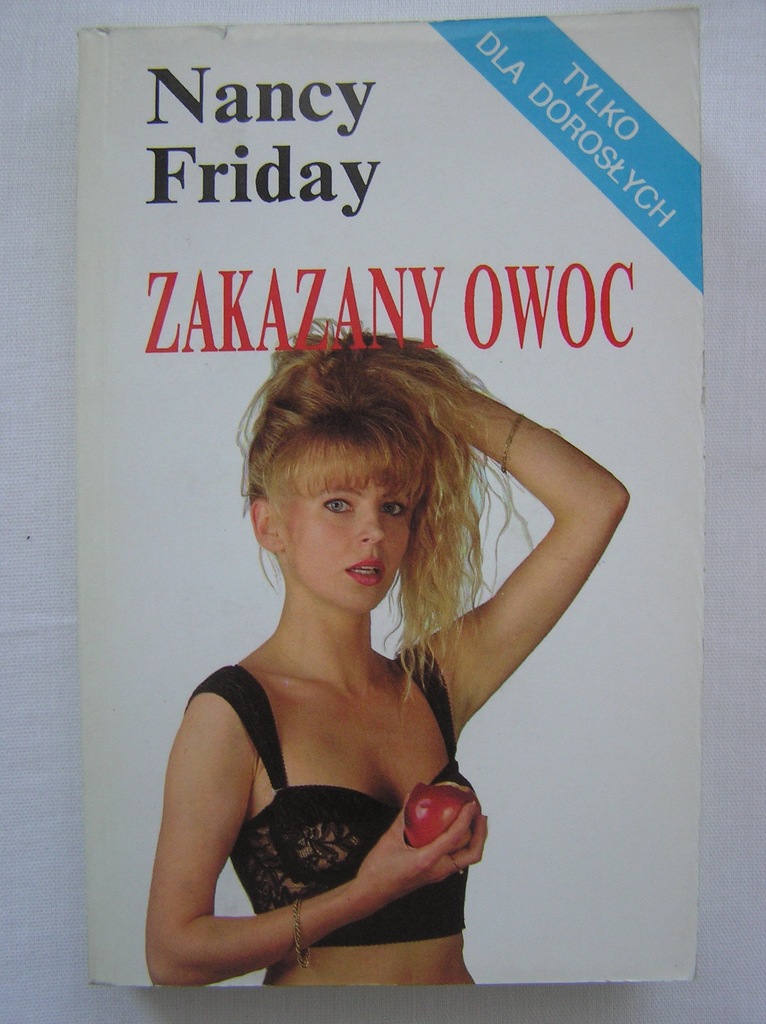 Nancy
Friday
TYLKO
DLA DOROSŁYCH
ZAKAZANY OWOC